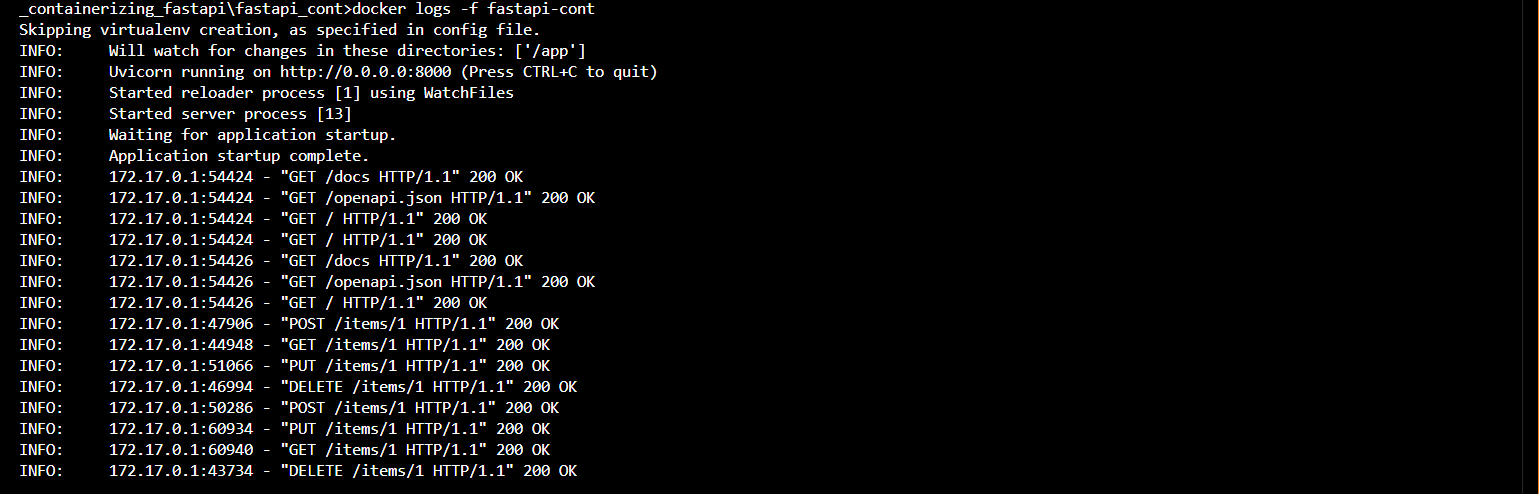 _containerizing_fastapi\fastapi_cont>docker logs -f fastapi-cont
Skipping virtualenv creation, as specified in config file.
INFO:     Will watch for changes in these directories: ['/app']
INFO:     Uvicorn running on http://0.0.0.0:8000 (Press CTRL+C to quit)
INFO:     Started reloader process [1] using WatchFiles
INFO:     Started server process [13]
INFO:     Waiting for application startup.
INFO:     Application startup complete.
INFO:     172.17.0.1:54424 - "GET /docs HTTP/1.1" 200 OK
INFO:     172.17.0.1:54424 - "GET /openapi.json HTTP/1.1" 200 OK
INFO:     172.17.0.1:54424 - "GET / HTTP/1.1" 200 OK
INFO:     172.17.0.1:54424 - "GET / HTTP/1.1" 200 OK
INFO:     172.17.0.1:54426 - "GET /docs HTTP/1.1" 200 OK
INFO:     172.17.0.1:54426 - "GET /openapi.json HTTP/1.1" 200 OK
INFO:     172.17.0.1:54426 - "GET / HTTP/1.1" 200 OK
INFO:     172.17.0.1:47906 - "POST /items/1 HTTP/1.1" 200 OK
INFO:     172.17.0.1:44948 - "GET /items/1 HTTP/1.1" 200 OK
INFO:     172.17.0.1:51066 - "PUT /items/1 HTTP/1.1" 200 OK
INFO:     172.17.0.1:46994 - "DELETE /items/1 HTTP/1.1" 200 OK
INFO:     172.17.0.1:50286 - "POST /items/1 HTTP/1.1" 200 OK
INFO:     172.17.0.1:60934 - "PUT /items/1 HTTP/1.1" 200 OK
INFO:     172.17.0.1:60940 - "GET /items/1 HTTP/1.1" 200 OK
INFO:     172.17.0.1:43734 - "DELETE /items/1 HTTP/1.1" 200 OK